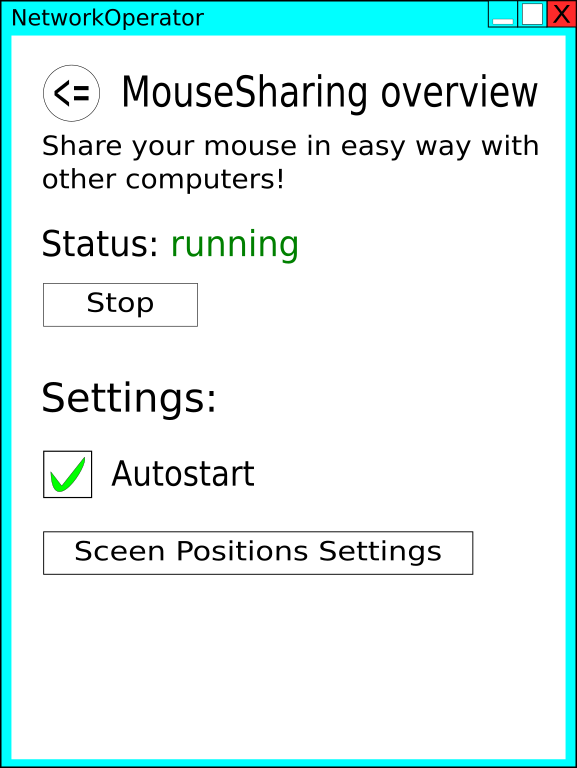 NetworkOperator
X
<= MouseSharing overview
Share your mouse in easy way with
other computers!
Status: running
Stop
Settings:
Autostart
Sceen Positions Settings